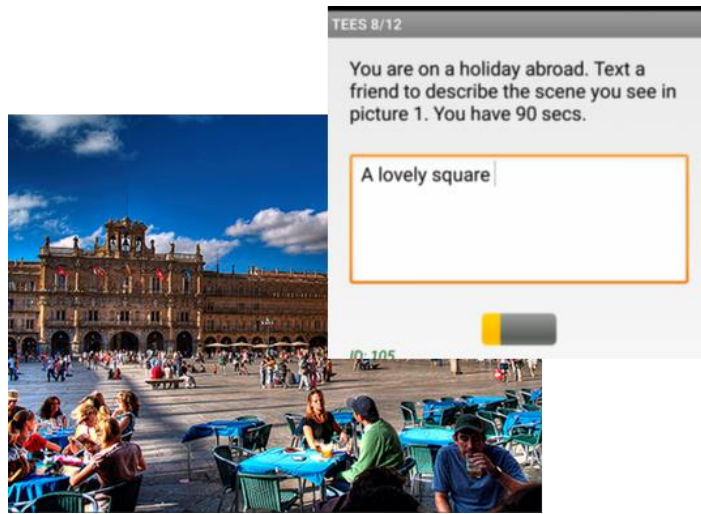 TEES 8/12
You are on a holiday abroad. Text a
friend to describe the scene you see in
picture 1. You have 90 secs.
A lovely square
ID: 105